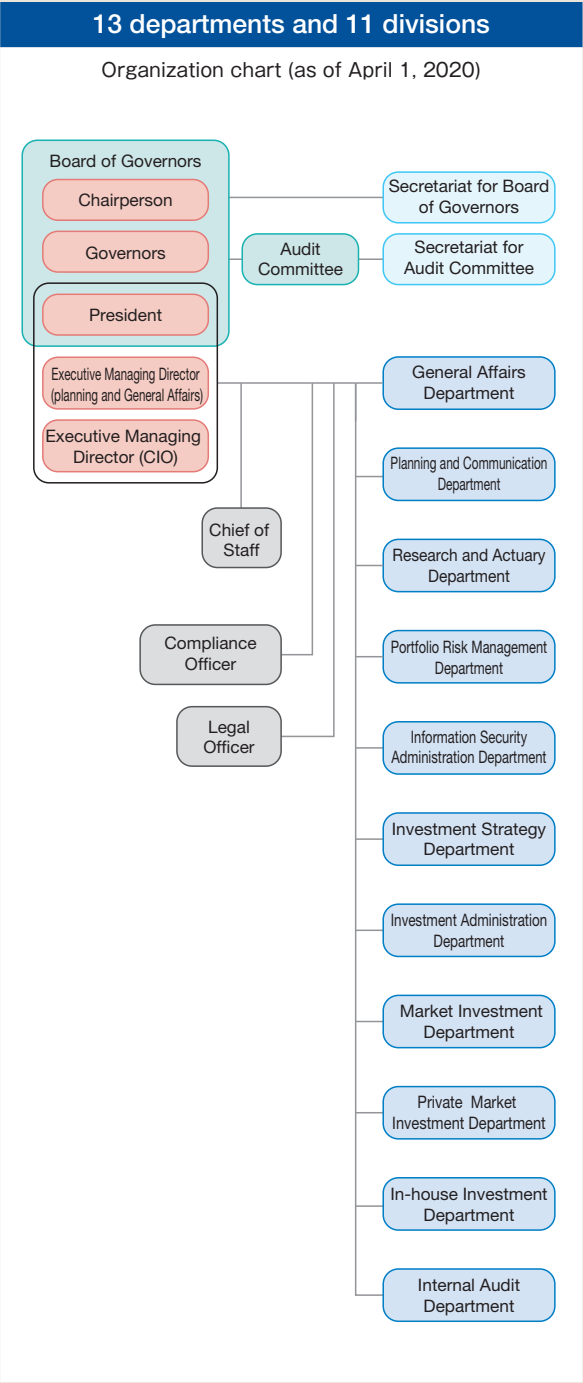 13 departments and 11 divisions
Organization chart (as of April 1, 2020)
Board of Governors
Chairperson
Governors
President
Executive Managing Director
(planning and General Affairs)
Executive Managing
Director (CIO)
Audit
Committee
Secretariat for Board
of Governors
Secretariat for
Audit Committee
Chief of
Staff
Compliance
Officer
Legal
Officer
General Affairs
Department
Planning and Communication
Department
Research and Actuary
Department
Portfolio Risk Management
Department
Information Security
Administration Department
Investment Strategy
Department
Investment Administration
Department
Market Investment
Department
Private Market
Investment Department
In-house Investment
Department
Internal Audit
Department